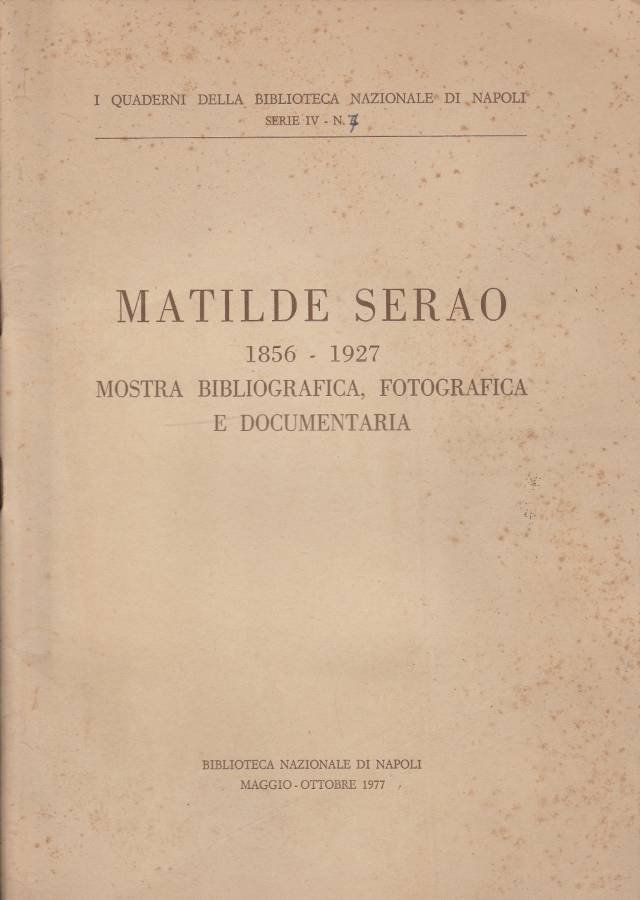 I QUADERNI DELLA BIBLIOTECA NAZIONALE DI NAPOLI
SERIE IV - N. 7
MATILDE SERAO
1856 - 1927
MOSTRA BIBLIOGRAFICA, FOTOGRAFICA
E DOCUMENTARIA
BIBLIOTECA NAZIONALE DI NAPOLI
MAGGIO - OTTOBRE 1977